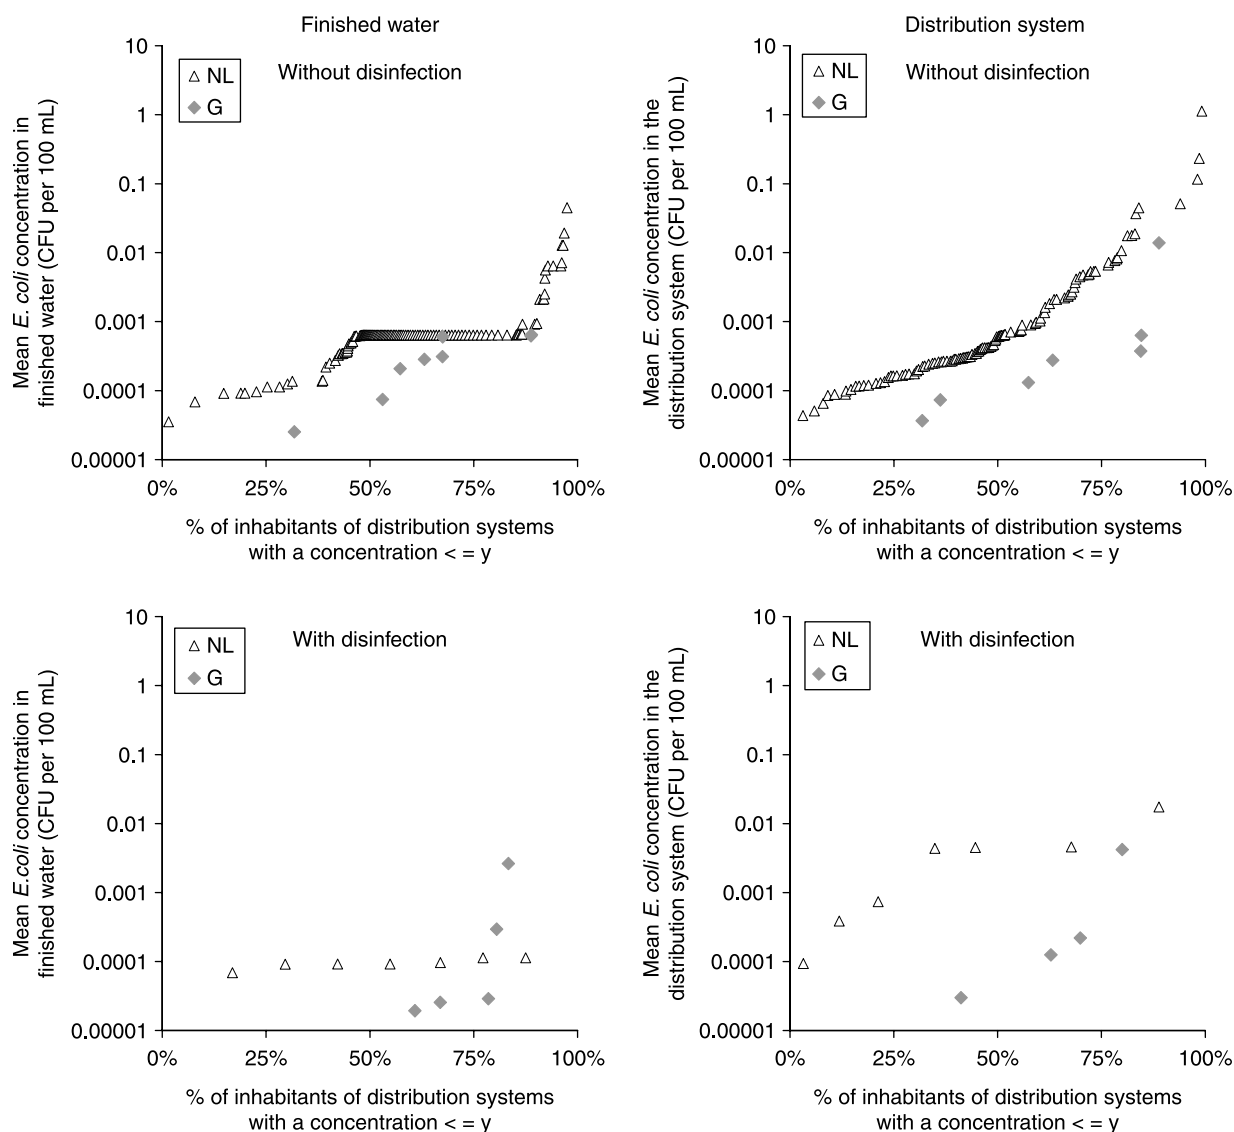 Finished water
Mean E. coli concentration in
finished water (CFU per 100 mL)
10
1
0.1
0.01
0.001
0.0001
0.00001
NL
G
Without disinfection
0% 25% 50% 75% 100%
% of inhabitants of distribution systems
with a concentration < = y
Distribution system
Mean E. coli concentration in the
distribution system (CFU per 100 mL)
10
1
0.1
0.01
0.001
0.0001
0.00001
NL
G
Without disinfection
0% 25% 50% 75% 100%
% of inhabitants of distribution systems
with a concentration < = y
Mean E.coli concentration in
finished water (CFU per 100 mL)
10
1
0.1
0.01
0.001
0.0001
0.00001
NL
G
With disinfection
0% 25% 50% 75% 100%
% of inhabitants of distribution systems
with a concentration < = y
Mean E. coli concentration in the
distribution system (CFU per 100 mL)
10
1
0.1
0.01
0.001
0.0001
0.00001
NL
G
With disinfection
0% 25% 50% 75% 100%
% of inhabitants of distribution systems
with a concentration < = y